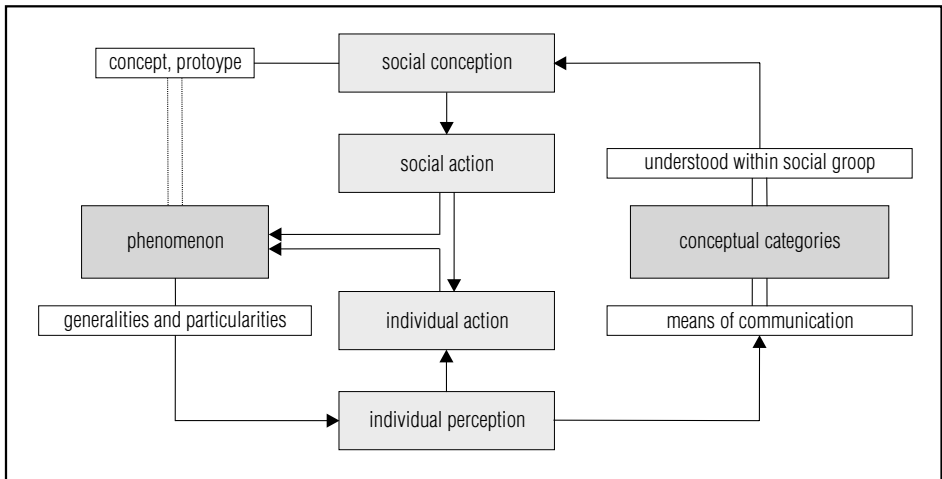 concept, protoype
social conception
social action
understood within social groop
phenomenon
conceptual categories
generalities and particularities
individual action
means of communication
individual perception